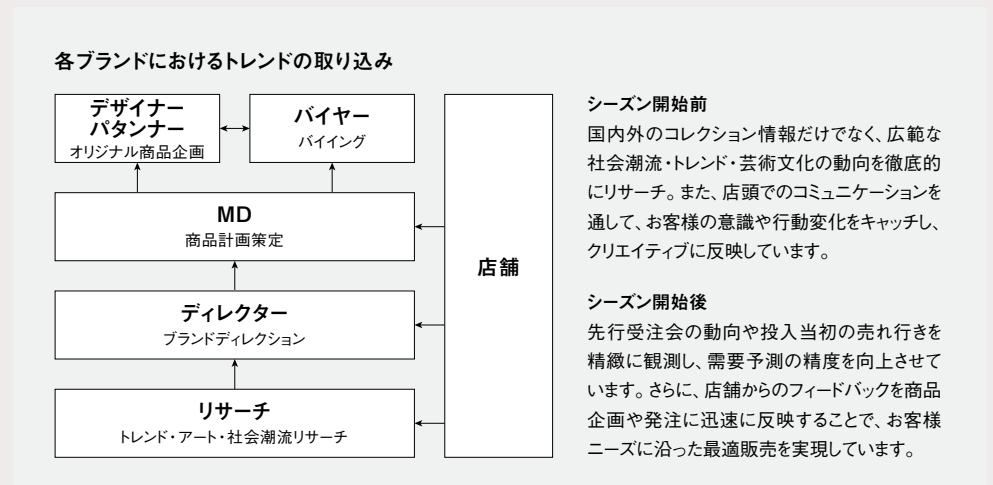 各ブランドにおけるトレンドの取り込み
デザイナー
パタンナー
オリジナル商品企画
バイヤー
バイイング
MD
商品計画策定
ディレクター
ブランドディレクション
リサーチ
トレンド・アート・社会潮流リサーチ
店舗
シーズン開始前
国内外のコレクション情報だけでなく、広範な
社会潮流・トレンド・芸術文化の動向を徹底的
にリサーチ。また、店頭でのコミュニケーションを
通して、お客様の意識や行動変化をキャッチし、
クリエイティブに反映しています。
シーズン開始後
先行受注会の動向や投入当初の売れ行きを
精緻に観測し、需要予測の精度を向上させて
います。さらに、店舗からのフィードバックを商品
企画や発注に迅速に反映することで、お客様
ニーズに沿った最適販売を実現しています。